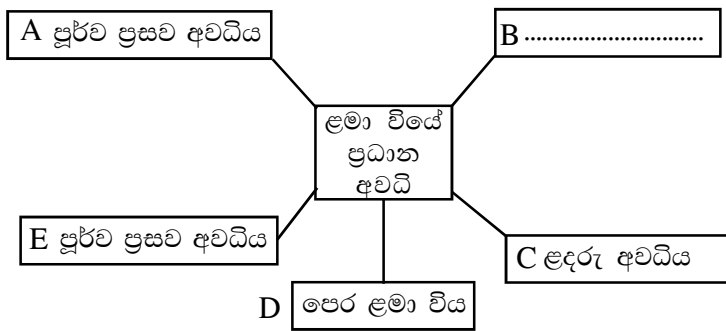 A පූර්ව ප්‍රසව අවධිය
B ...............................
ළමා වියේ
ප්‍රධාන
අවධි
E පූර්ව ප්‍රසව අවධිය
C ළදරු අවධිය
D පෙර ළමා විය